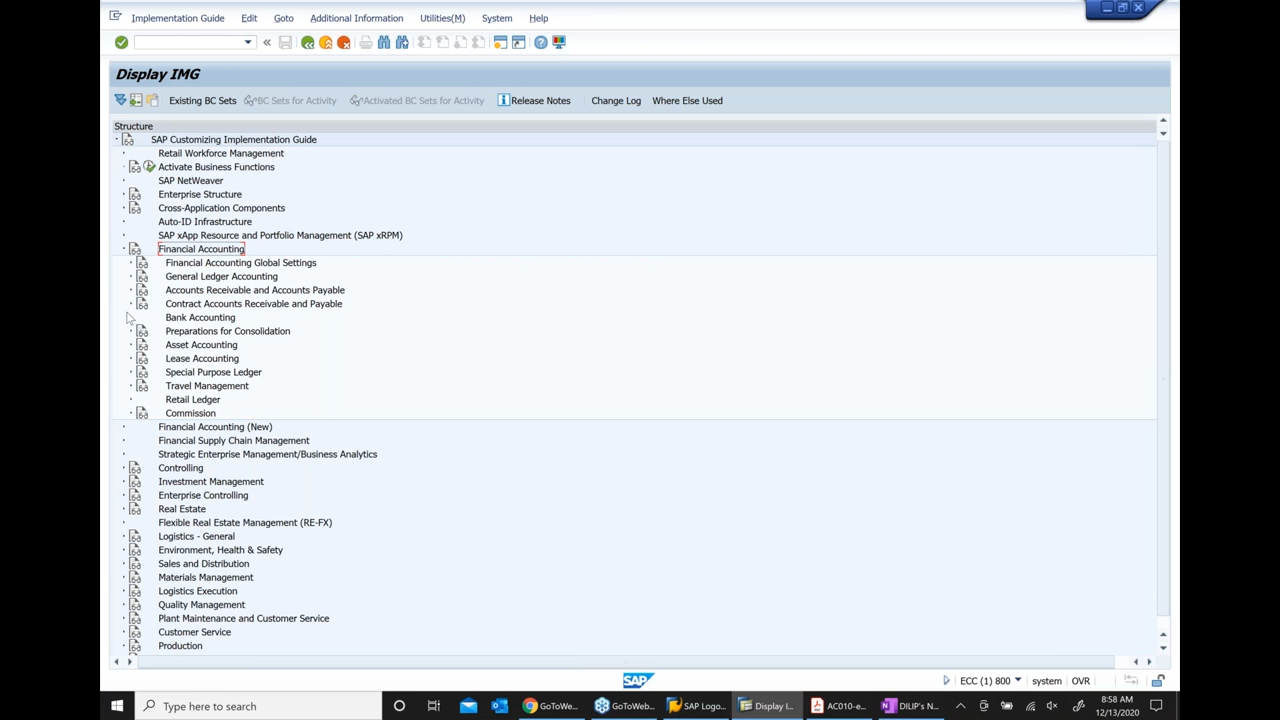 Implementation Guide Edit Goto Additional Information Utilities(M) System Help
Display IMG
Existing BC Sets BC Sets for Activity Activated BC Sets for Activity Release Notes Change Log Where Else Used
Structure
SAP Customizing Implementation Guide
Retail Workforce Management
Activate Business Functions
SAP NetWeaver
Enterprise Structure
Cross-Application Components
Auto-ID Infrastructure
SAP xApp Resource and Portfolio Management (SAP xRPM)
Financial Accounting
Financial Accounting Global Settings
General Ledger Accounting
Accounts Receivable and Accounts Payable
Contract Accounts Receivable and Payable
Bank Accounting
Preparations for Consolidation
Asset Accounting
Lease Accounting
Special Purpose Ledger
Travel Management
Retail Ledger
Commission
Financial Accounting (New)
Financial Supply Chain Management
Strategic Enterprise Management/Business Analytics
Controlling
Investment Management
Enterprise Controlling
Real Estate
Flexible Real Estate Management (RE-FX)
Logistics - General
Environment, Health & Safety
Sales and Distribution
Materials Management
Logistics Execution
Quality Management
Plant Maintenance and Customer Service
Customer Service
Production
SAP ECC (1) 800 system OVR
Type here to search GoToWe... GoToWeb... SAP Logo... Display I... AC010-e... DILIP's N... 8:58 AM
12/13/2020